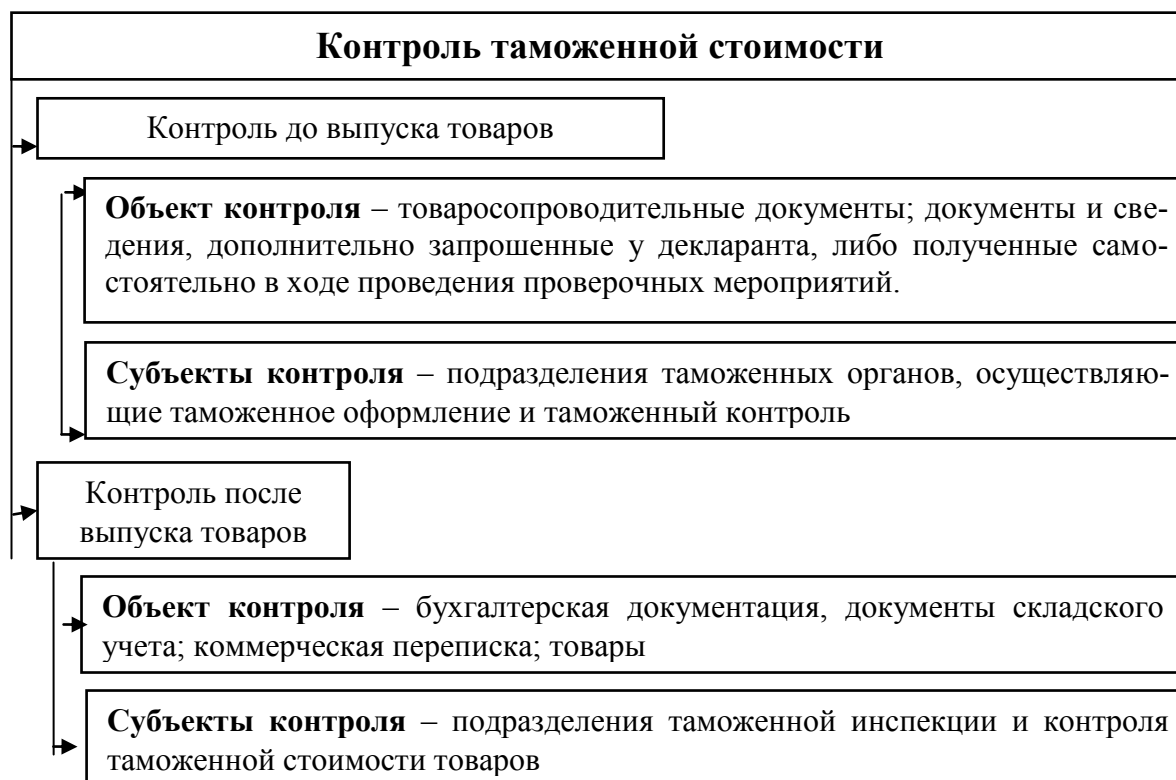 Контроль таможенной стоимости
Контроль до выпуска товаров
Объект контроля – товаросопроводительные документы; документы и све-
дения, дополнительно запрошенные у декларанта, либо полученные само-
стоятельно в ходе проведения проверочных мероприятий.
Субъекты контроля – подразделения таможенных органов, осуществляю-
щие таможенное оформление и таможенный контроль
Контроль после
выпуска товаров
Объект контроля – бухгалтерская документация, документы складского
учета; коммерческая переписка; товары
Субъекты контроля – подразделения таможенной инспекции и контроля
таможенной стоимости товаров